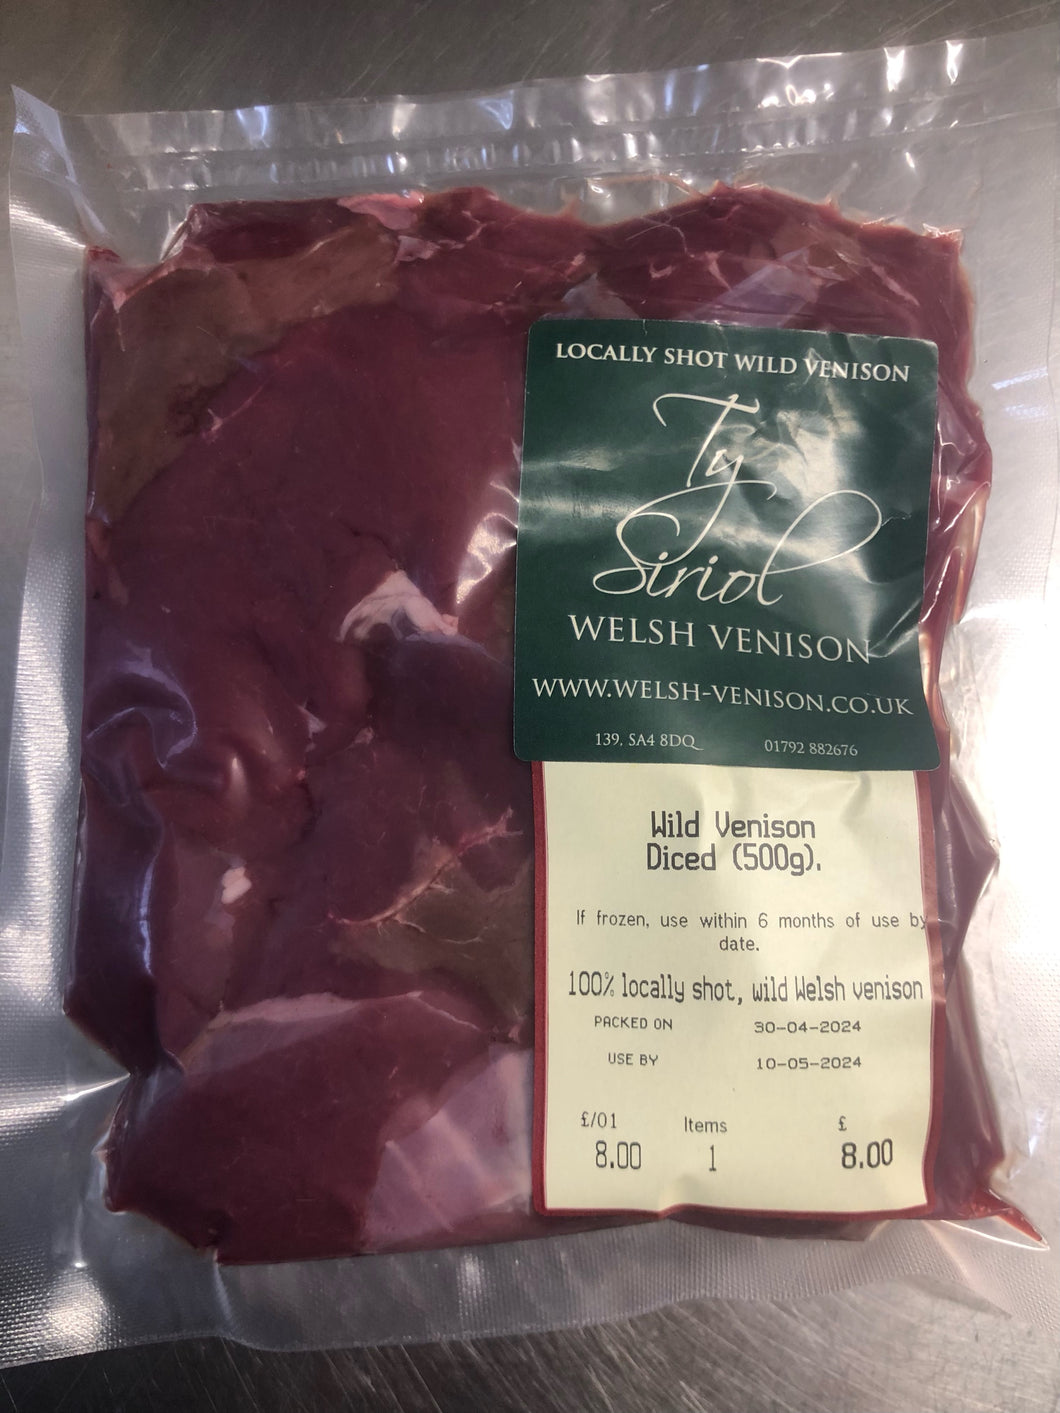 LOCALLY SHOT WILD VENISON
Ty
Siriol
WELSH VENISON
WWW.WELSH-VENISON.CO.UK
139, SA4 8DQ 01792 882676
Wild Venison
Diced (500g).
If frozen, use within 6 months of use by
date.
100% locally shot, wild Welsh venison
PACKED ON 30-04-2024
USE BY 10-05-2024
£/01 Items £
8.00 1 8.00